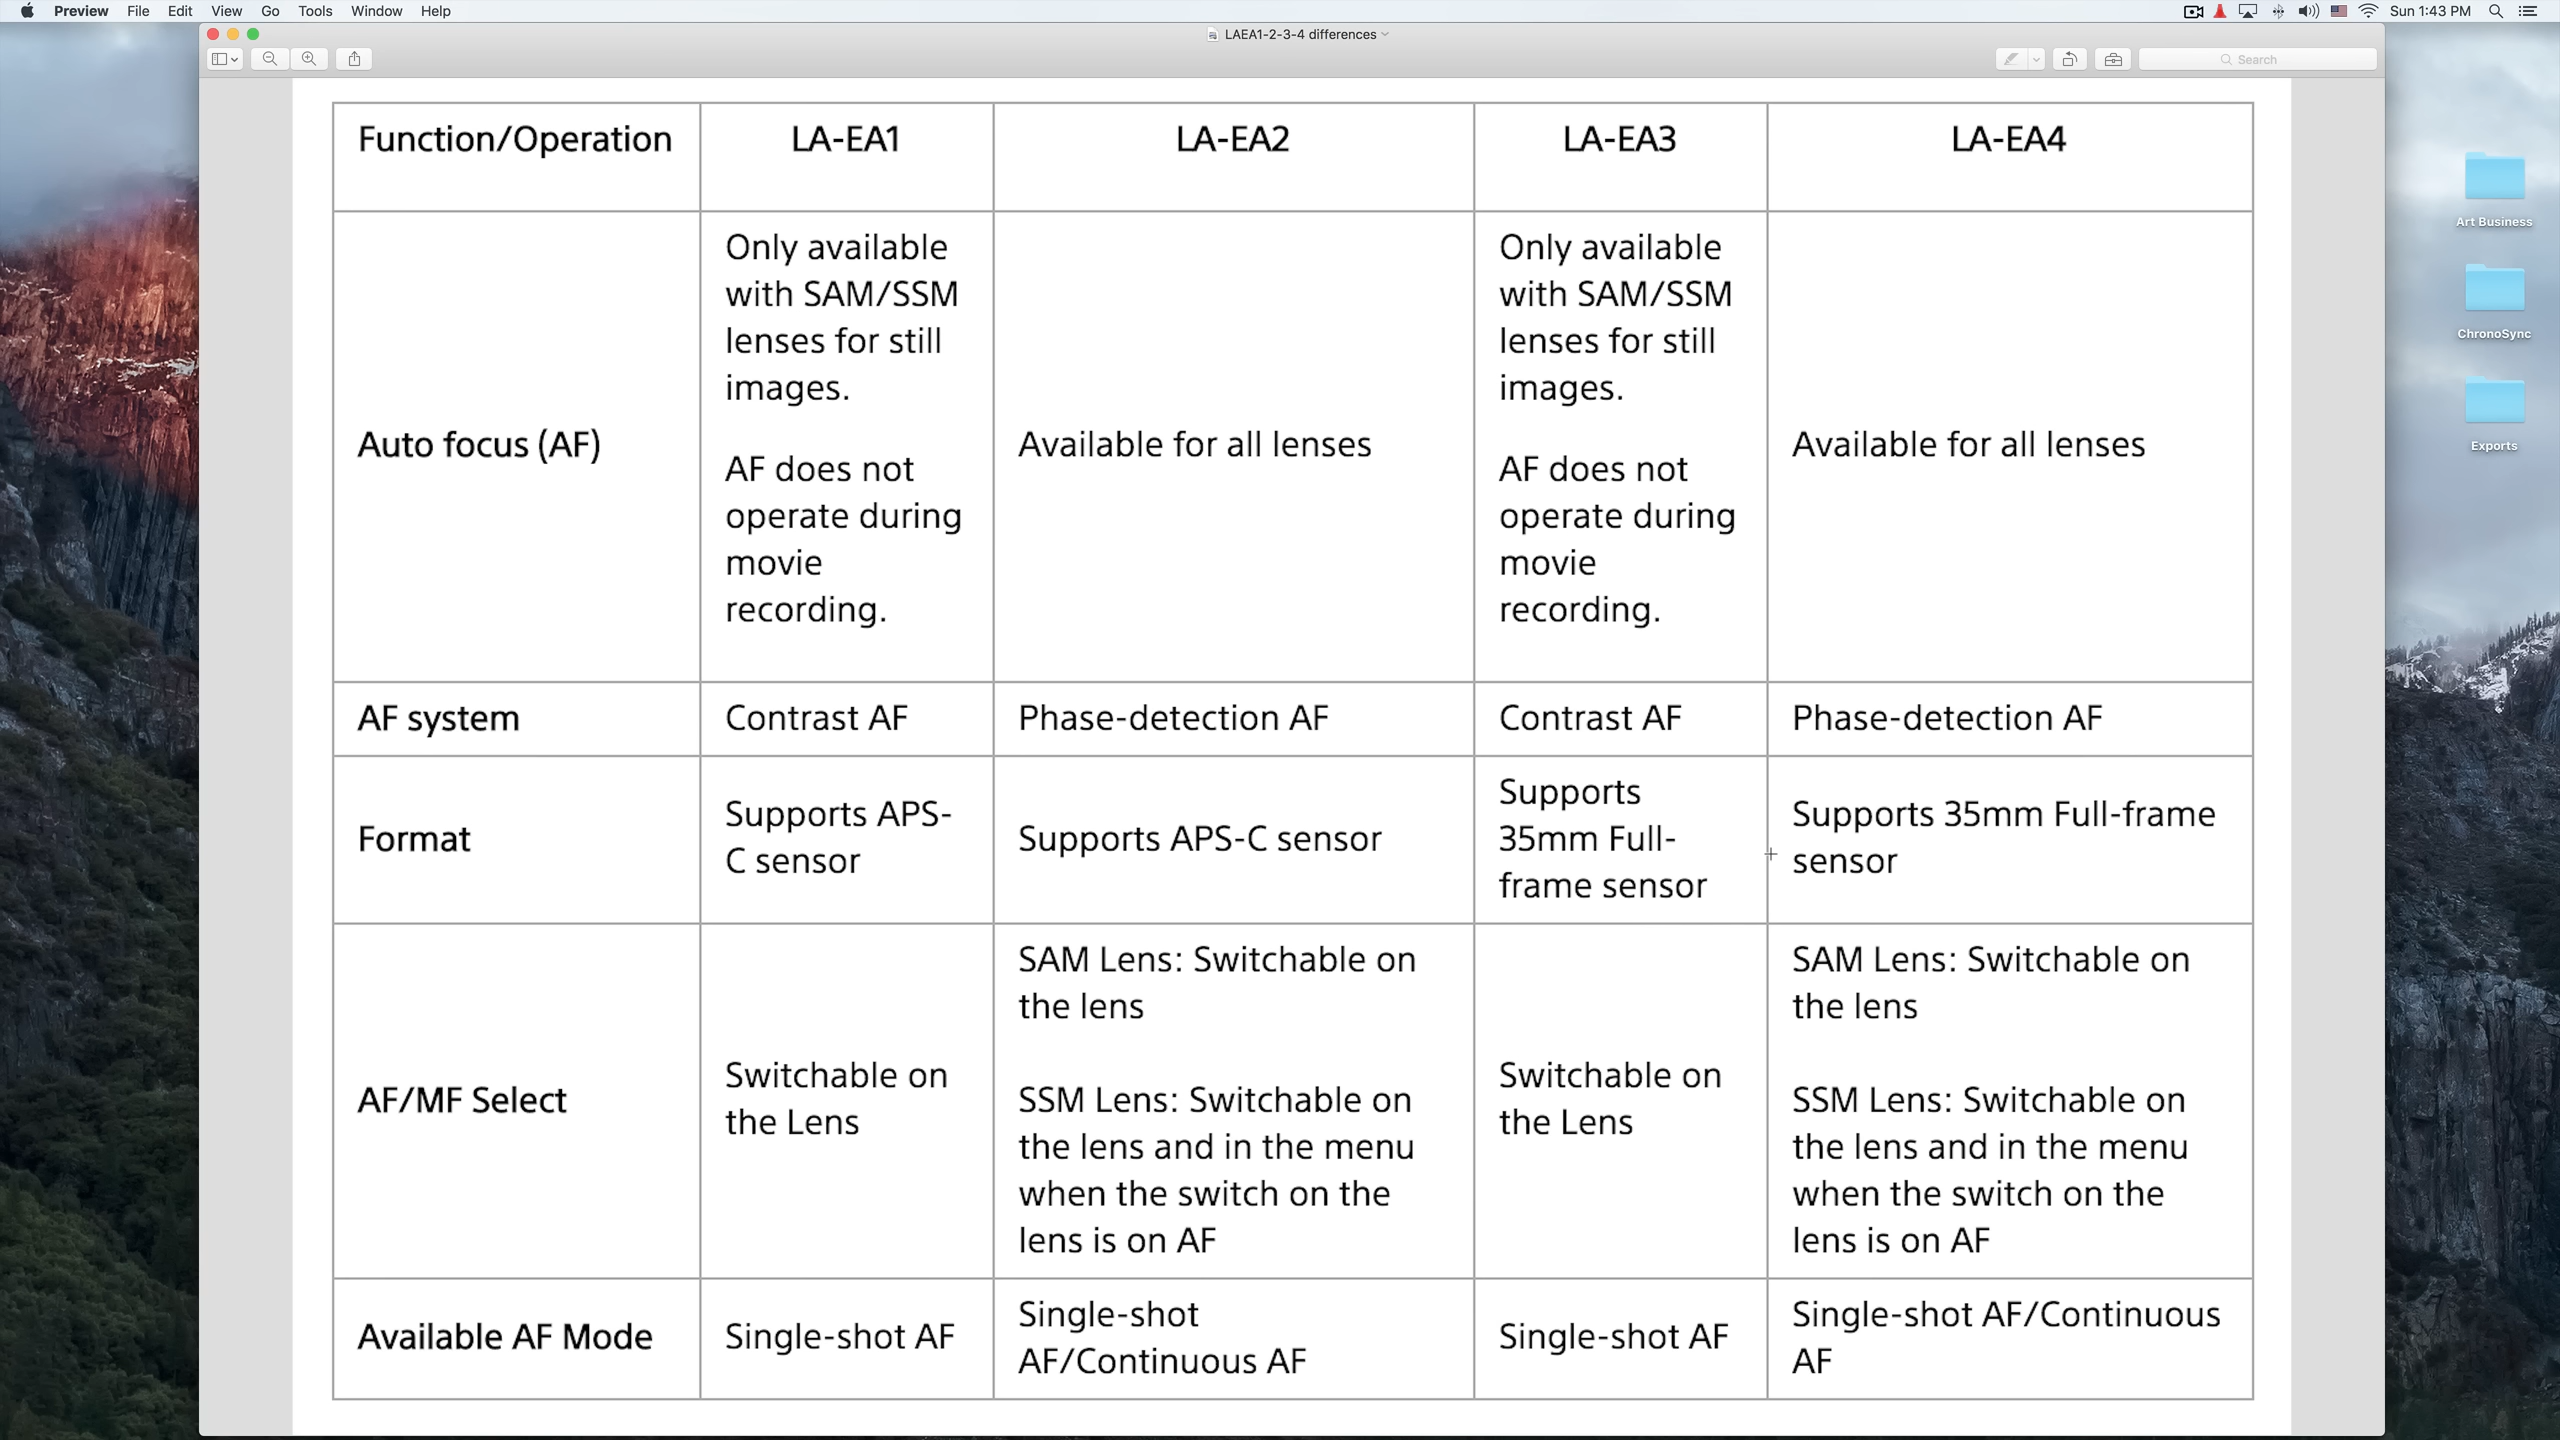 Preview File Edit View Go Tools Window Help
Sun 1:43 PM
LAEA1-2-3-4 differences
Search
Function/Operation
LA-EA1
LA-EA2
LA-EA3
LA-EA4
Auto focus (AF)
Only available
with SAM/SSM
lenses for still
images.
AF does not
operate during
movie
recording.
Available for all lenses
Only available
with SAM/SSM
lenses for still
images.
AF does not
operate during
movie
recording.
Available for all lenses
AF system
Contrast AF
Phase-detection AF
Contrast AF
Phase-detection AF
Format
Supports APS-
C sensor
Supports APS-C sensor
Supports
35mm Full-
frame sensor
Supports 35mm Full-frame
sensor
AF/MF Select
Switchable on
the Lens
SAM Lens: Switchable on
the lens
SSM Lens: Switchable on
the lens and in the menu
when the switch on the
lens is on AF
Switchable on
the Lens
SAM Lens: Switchable on
the lens
SSM Lens: Switchable on
the lens and in the menu
when the switch on the
lens is on AF
Available AF Mode
Single-shot AF
Single-shot
AF/Continuous AF
Single-shot AF
Single-shot AF/Continuous
AF
Art Business
ChronoSync
Exports